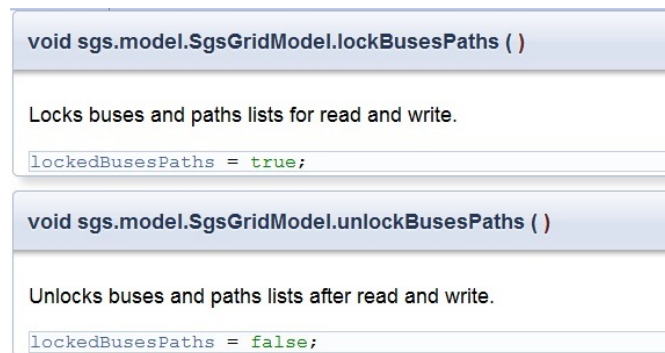 void sgs.model.SgsGridModel.lockBusesPaths ( )
Locks buses and paths lists for read and write.
lockedBusesPaths = true;
void sgs.model.SgsGridModel.unlockBusesPaths ( )
Unlocks buses and paths lists after read and write.
lockedBusesPaths = false;